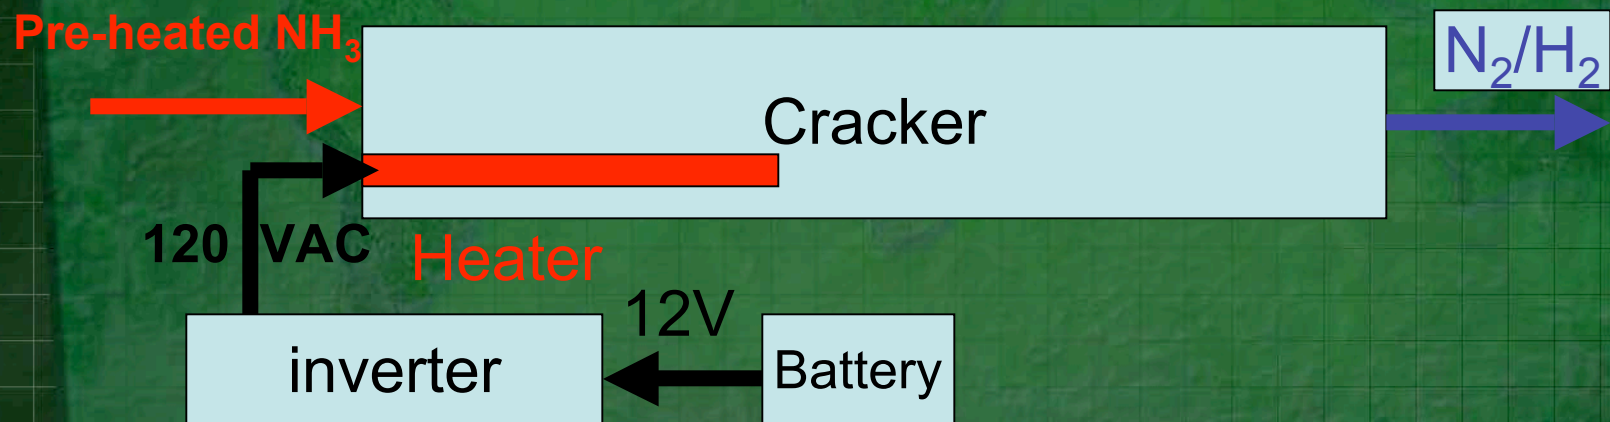 Pre-heated NH₃
N₂/H₂
Cracker
120 VAC
Heater
12V
inverter
Battery